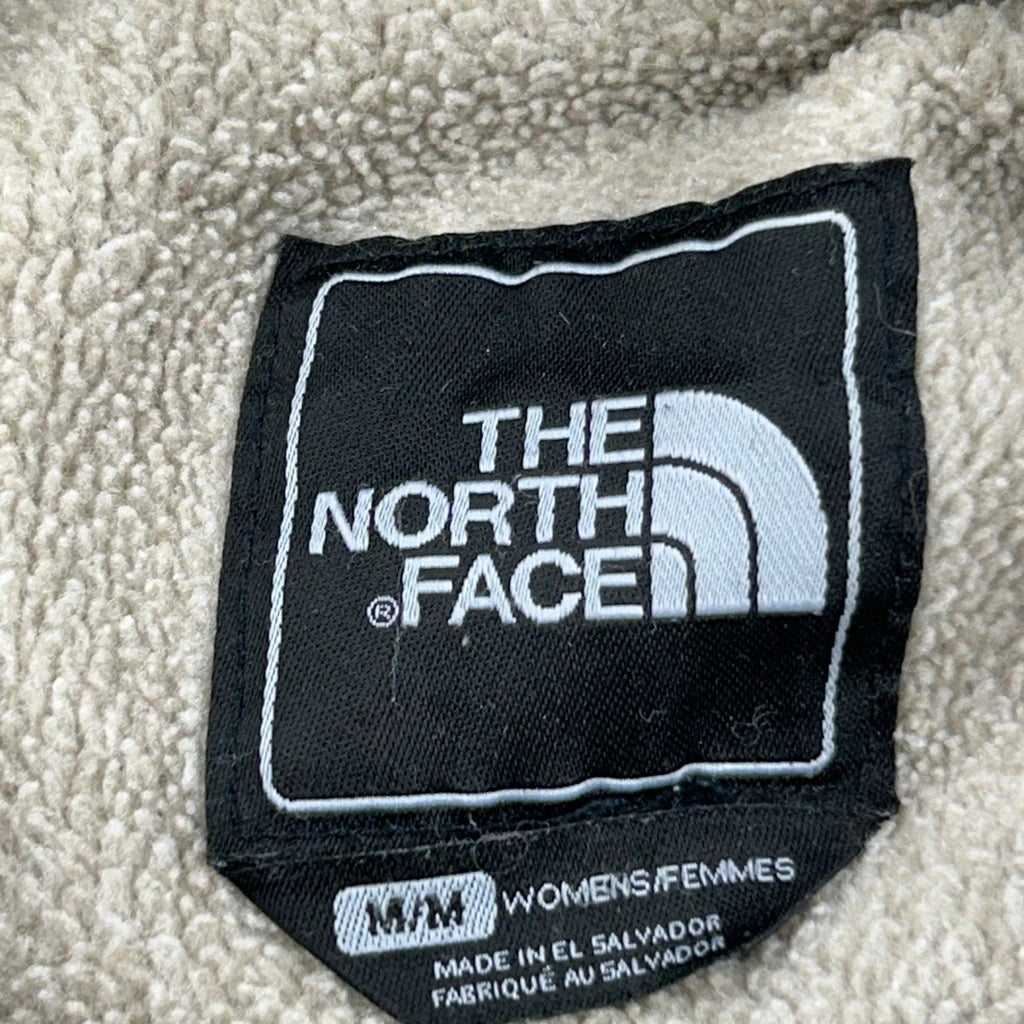 THE
NORTH
®FACE
M/M WOMENS/FEMMES
MADE IN EL SALVADOR
FABRIQUÉ AU SALVADOR